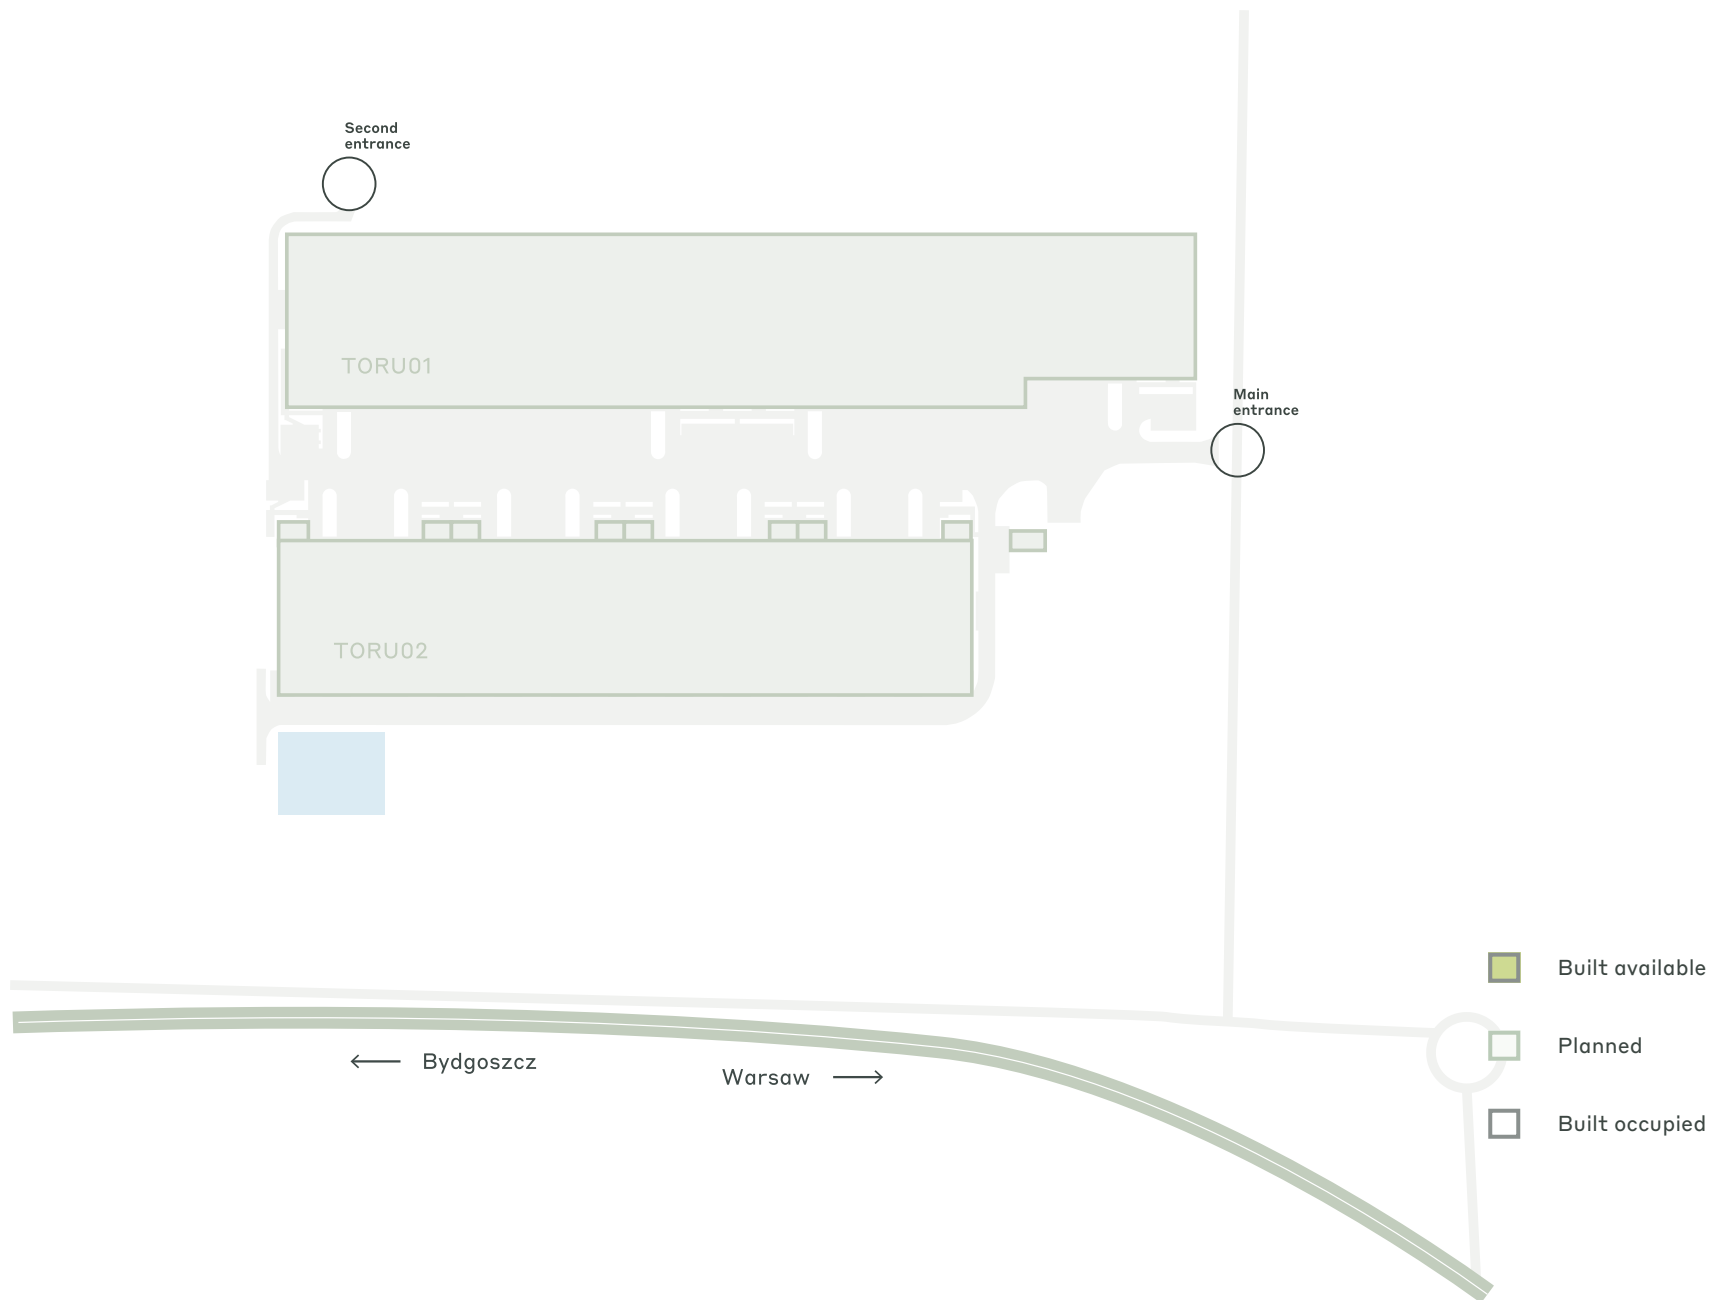 Second
entrance
TORU01
Main
entrance
TORU02
Built available
Planned
Bydgoszcz
Warsaw
Built occupied